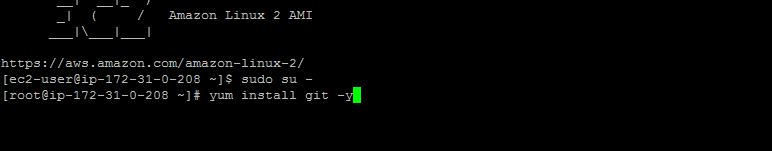 __|  __|_  )
_|  (     /   Amazon Linux 2 AMI
___|\___|___|
https://aws.amazon.com/amazon-linux-2/
[ec2-user@ip-172-31-0-208 ~]$ sudo su -
[root@ip-172-31-0-208 ~]# yum install git -y